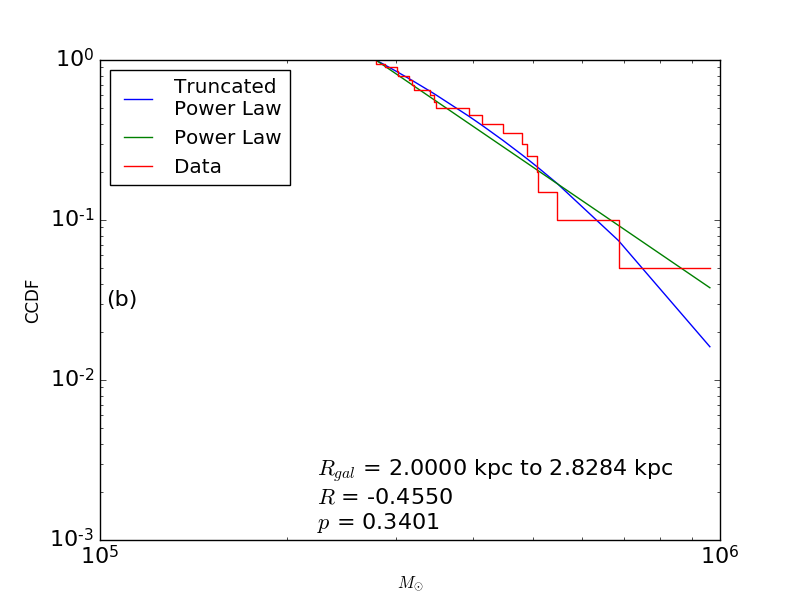 10^0
10^-1
10^-2
10^-3
CCDF
Truncated
Power Law
Power Law
Data
(b)
R_gal = 2.0000 kpc to 2.8284 kpc
R = -0.4550
p = 0.3401
10^5
10^6
M_⊙